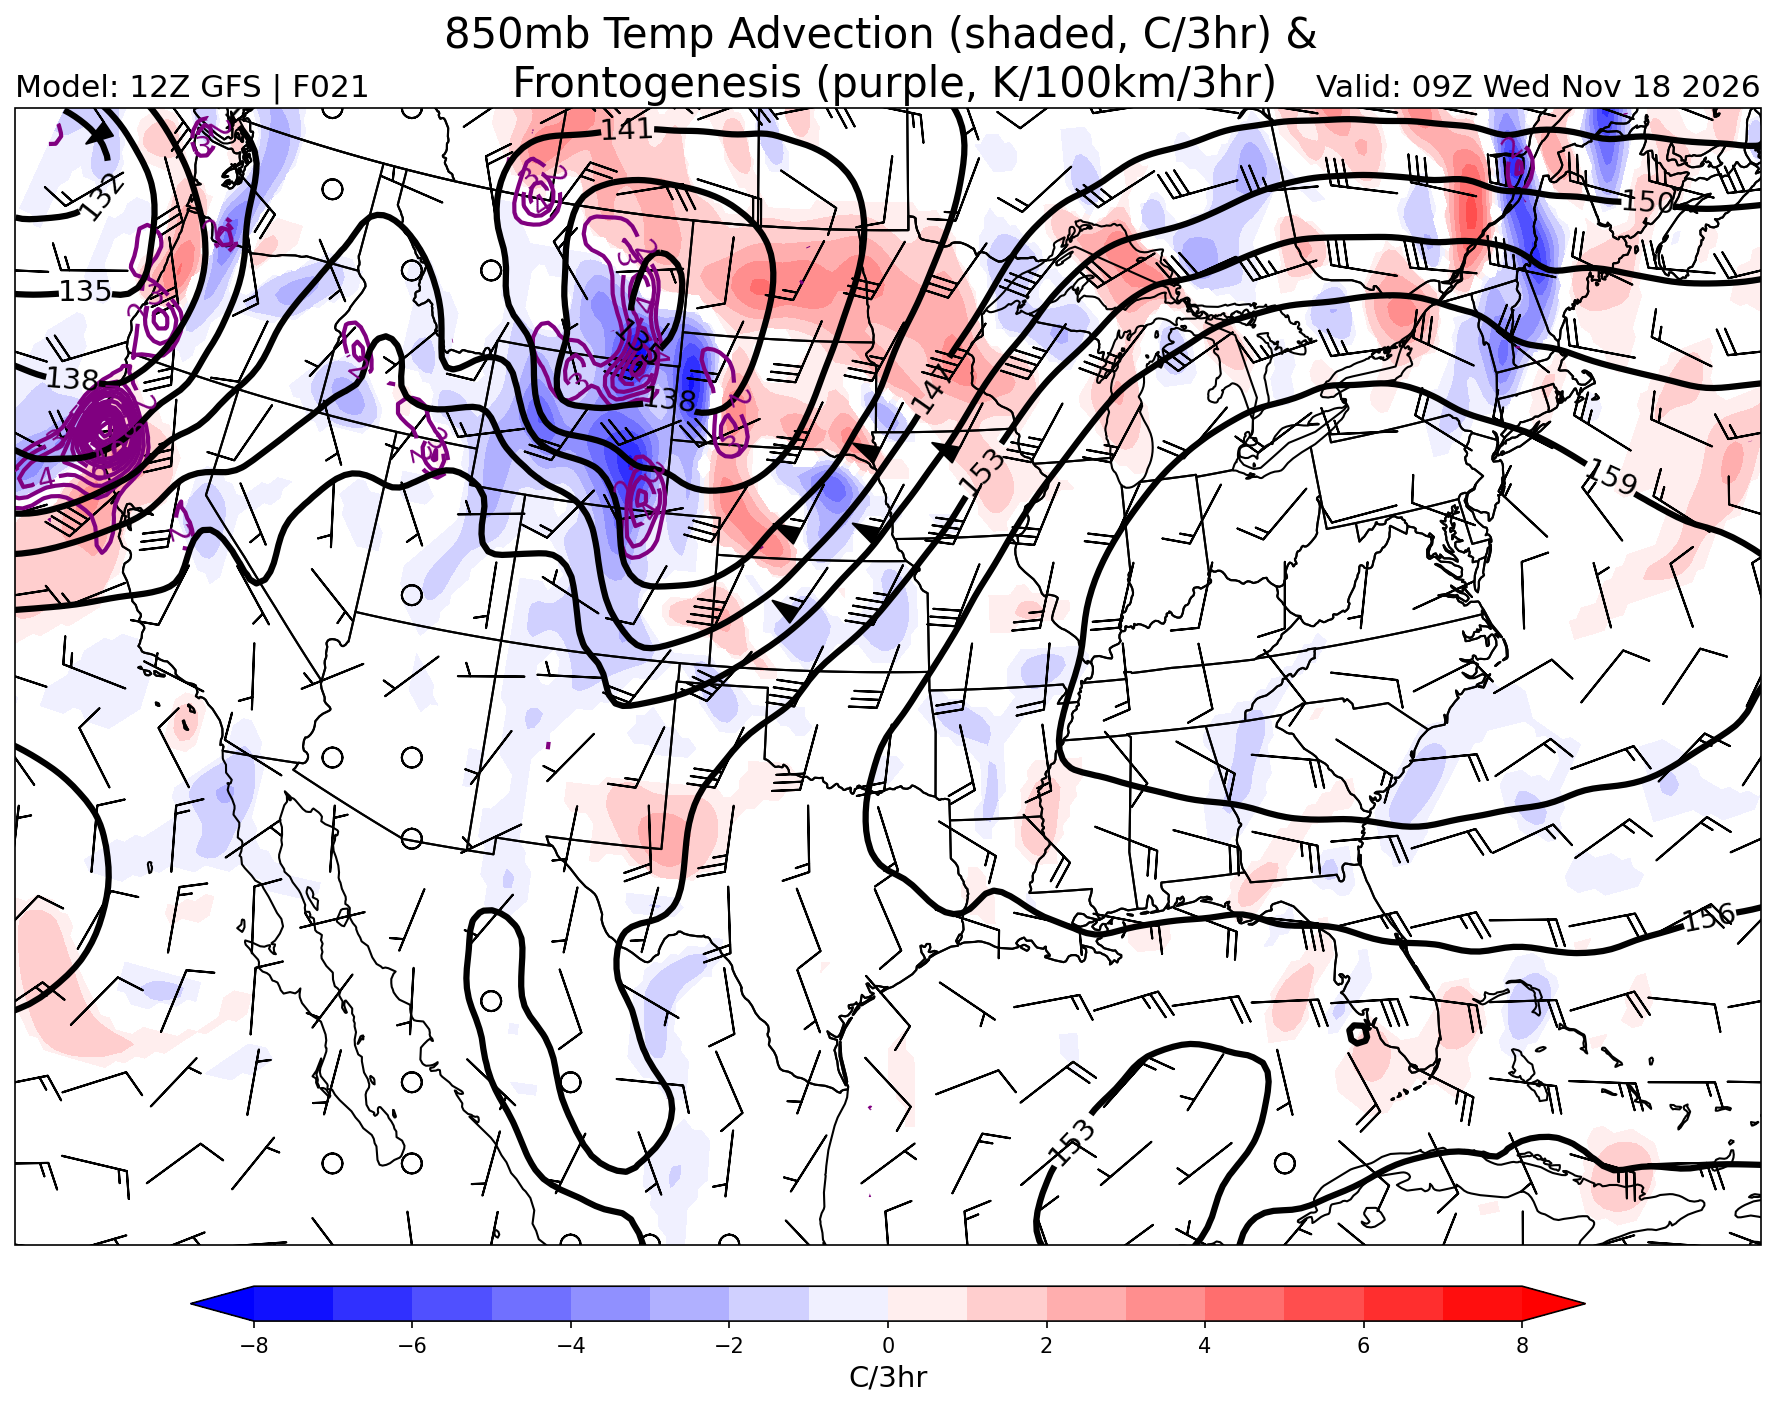 850mb Temp Advection (shaded, C/3hr) &
Frontogenesis (purple, K/100km/3hr)
Model: 12Z GFS | F021
Valid: 09Z Wed Nov 18 2026
141
132
150
135
138
138
147
153
159
4
156
153
−8 −6 −4 −2 0 2 4 6 8
C/3hr